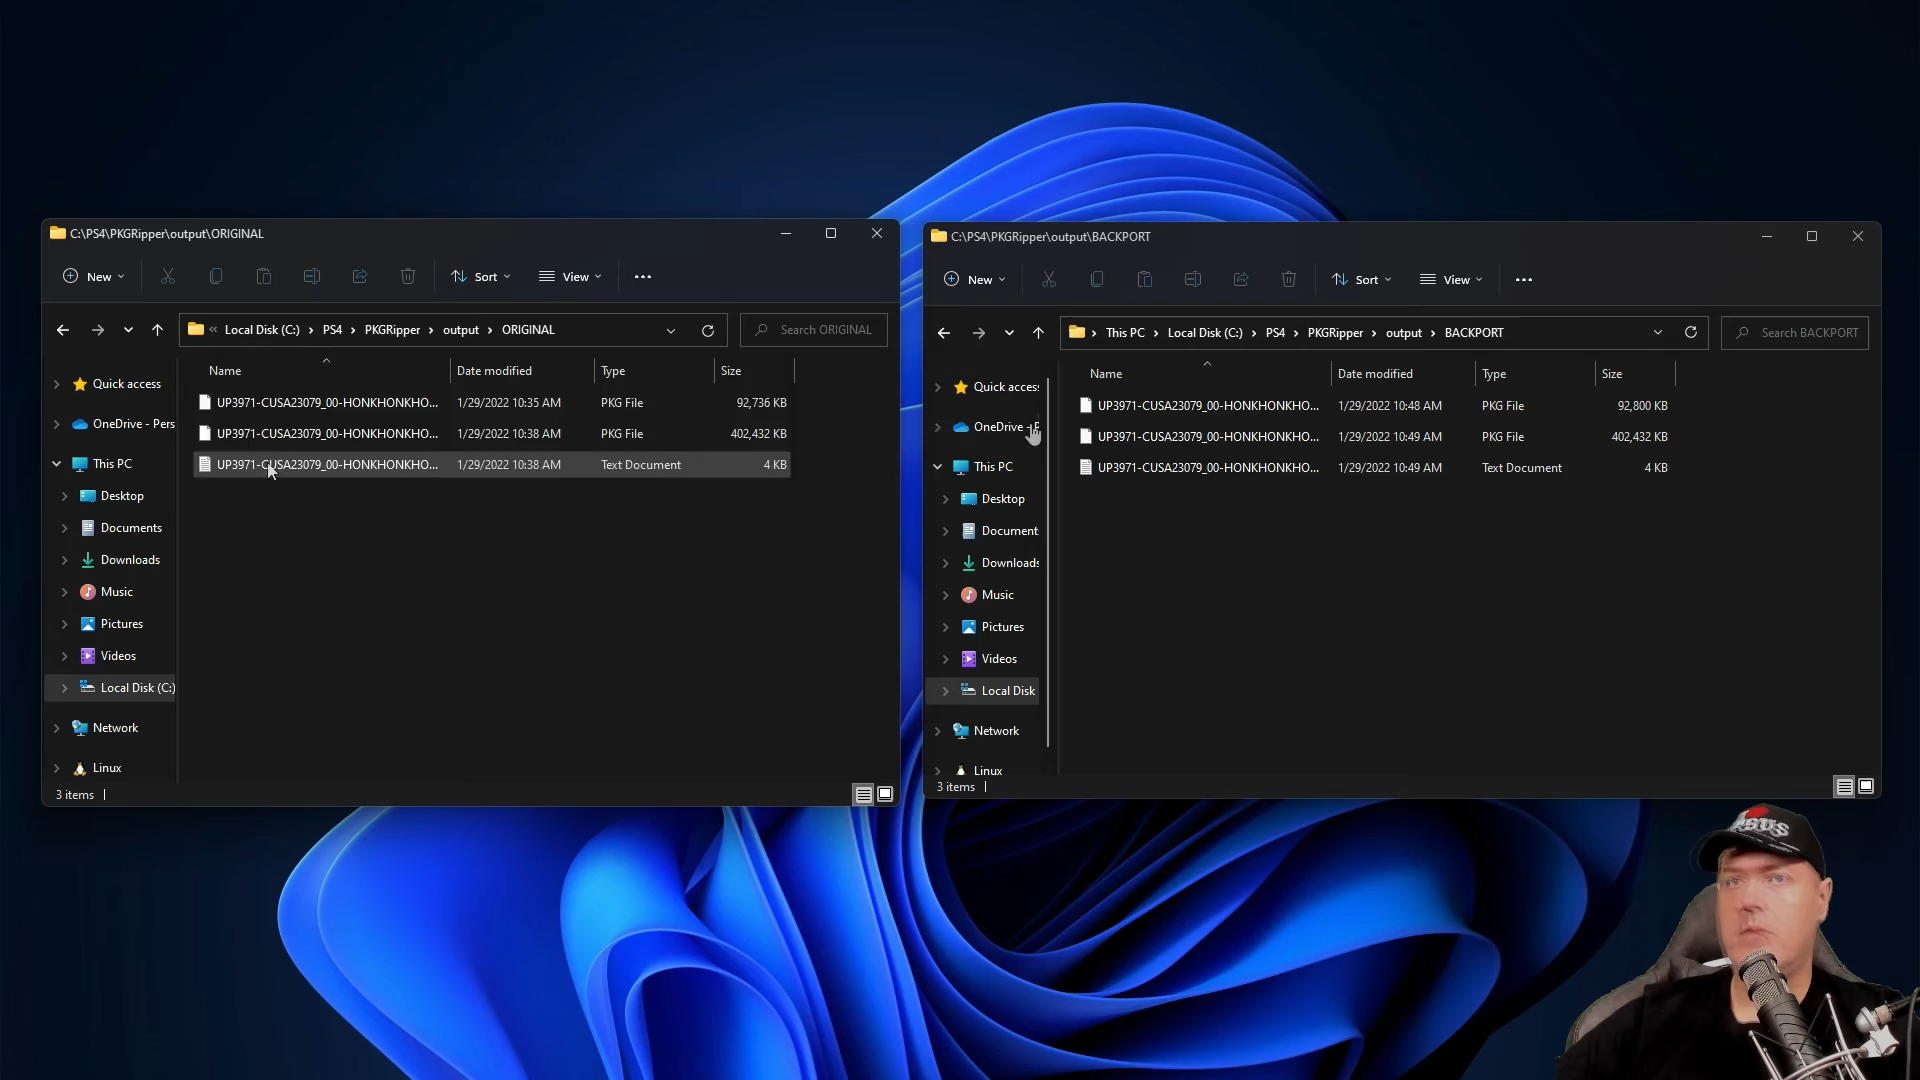 C:\PS4\PKGRipper\output\ORIGINAL
New
Sort
View
Local Disk (C:)
PS4
PKGRipper
output
ORIGINAL
Search ORIGINAL
Name
Date modified
Type
Size
Quick access
OneDrive - Pers
This PC
Desktop
Documents
Downloads
Music
Pictures
Videos
Local Disk (C:)
Network
Linux
UP3971-CUSA23079_00-HONKHONKHO... 1/29/2022 10:35 AM PKG File 92,736 KB
UP3971-CUSA23079_00-HONKHONKHO... 1/29/2022 10:38 AM PKG File 402,432 KB
UP3971-CUSA23079_00-HONKHONKHO... 1/29/2022 10:38 AM Text Document 4 KB
3 items
C:\PS4\PKGRipper\output\BACKPORT
New
Sort
View
This PC
Local Disk (C:)
PS4
PKGRipper
output
BACKPORT
Search BACKPORT
Name
Date modified
Type
Size
Quick acces
OneDrive - P
This PC
Desktop
Document
Downloads
Music
Pictures
Videos
Local Disk
Network
Linux
UP3971-CUSA23079_00-HONKHONKHO... 1/29/2022 10:48 AM PKG File 92,800 KB
UP3971-CUSA23079_00-HONKHONKHO... 1/29/2022 10:49 AM PKG File 402,432 KB
UP3971-CUSA23079_00-HONKHONKHO... 1/29/2022 10:49 AM Text Document 4 KB
3 items